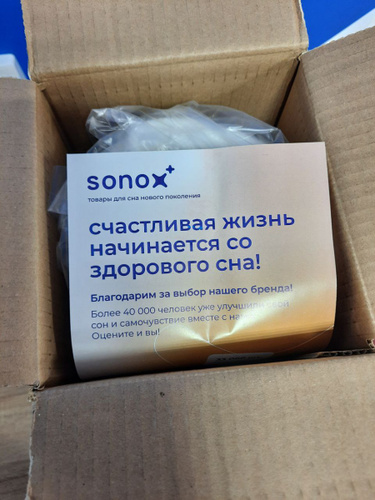 sonox+
товары для сна нового поколения
счастливая жизнь
начинается со
здорового сна!
Благодарим за выбор нашего бренда!
Более 40 000 человек уже улучшили свой
сон и самочувствие вместе с
Оцените и вы!